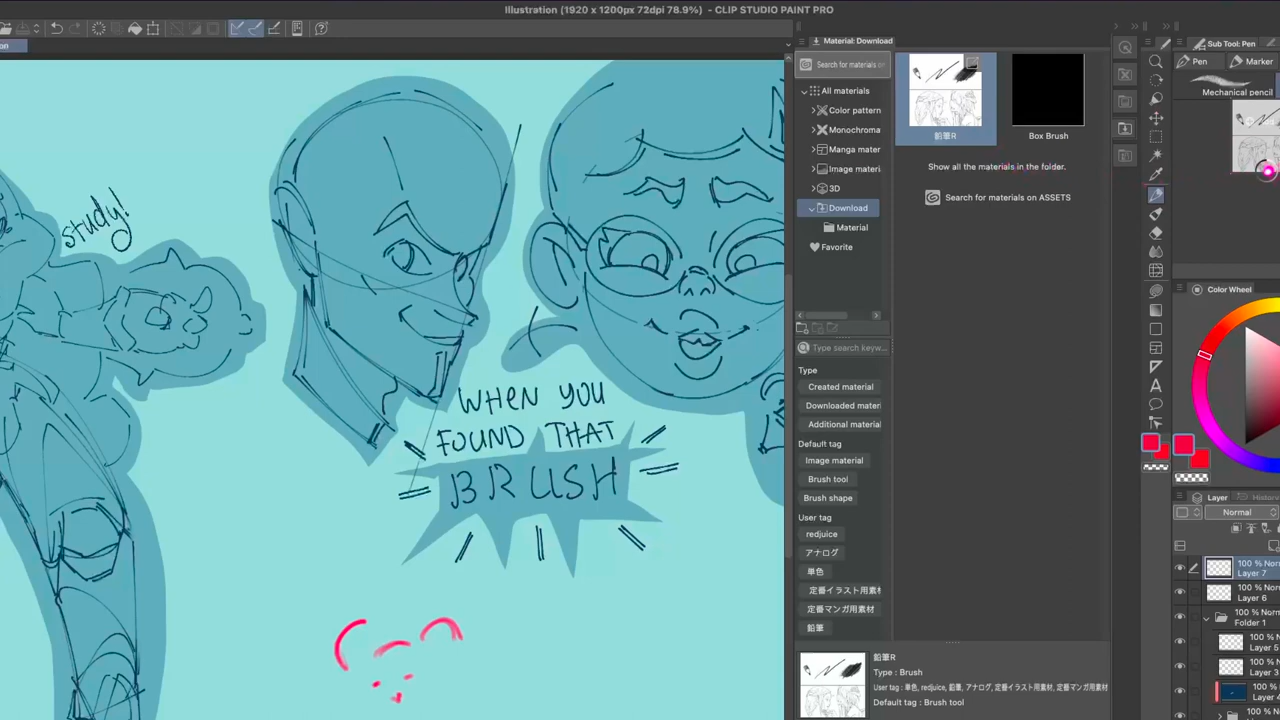 Illustration (1920 x 1200px 72dpi 78.9%) - CLIP STUDIO PAINT PRO
Material: Download
Search for materials on
All materials
Color pattern
Monochroma
Manga mater
Image materi
3D
Download
Material
Favorite
鉛筆R
Box Brush
Show all the materials in the folder.
Search for materials on ASSETS
Type search keyw...
Type
Created material
Downloaded mater
Additional material
Default tag
Image material
Brush tool
Brush shape
User tag
redjuice
アナログ
単色
定番イラスト用素材
定番マンガ用素材
鉛筆
鉛筆R
Type : Brush
User tag : 単色, redjuice, 鉛筆, アナログ, 定番イラスト用素材, 定番マンガ用素材
Default tag : Brush tool
Sub Tool: Pen
Pen
Marker
Mechanical pencil
Color Wheel
Layer
History
Normal
100 % Norm
Layer 7
100 % Norm
Layer 6
100 % Norm
Folder 1
100 % Nor
Layer 5
100 % Nor
Layer 3
100 % Nor
Layer 4
100 % Nor
study!
WHEN YOU
FOUND THAT
BRUSH